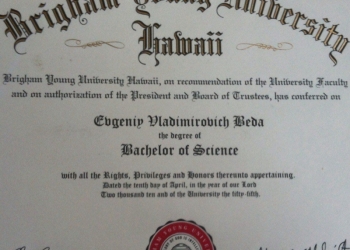 Brigham Young University
Hawaii
Brigham Young University Hawaii, on recommendation of the University Faculty
and on authorization of the President and Board of Trustees, has conferred on
Evgeniy Vladimirovich Beda
the degree of
Bachelor of Science
with all the Rights, Privileges and Honors thereunto appertaining.
Dated the tenth day of April, in the year of our Lord
Two thousand ten and of the University the fifty-fifth.